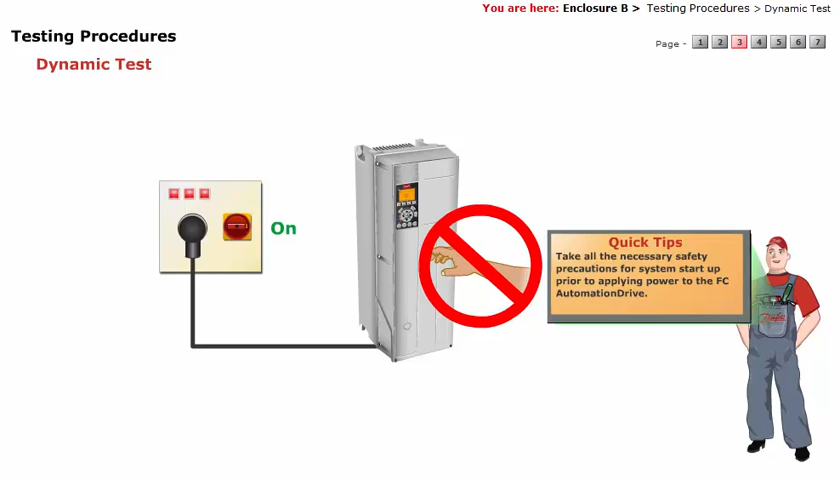 You are here: Enclosure B > Testing Procedures > Dynamic Test
Testing Procedures
Page - 1 2 3 4 5 6 7
Dynamic Test
On
Quick Tips
Take all the necessary safety
precautions for system start up
prior to applying power to the FC
AutomationDrive.
Danfoss